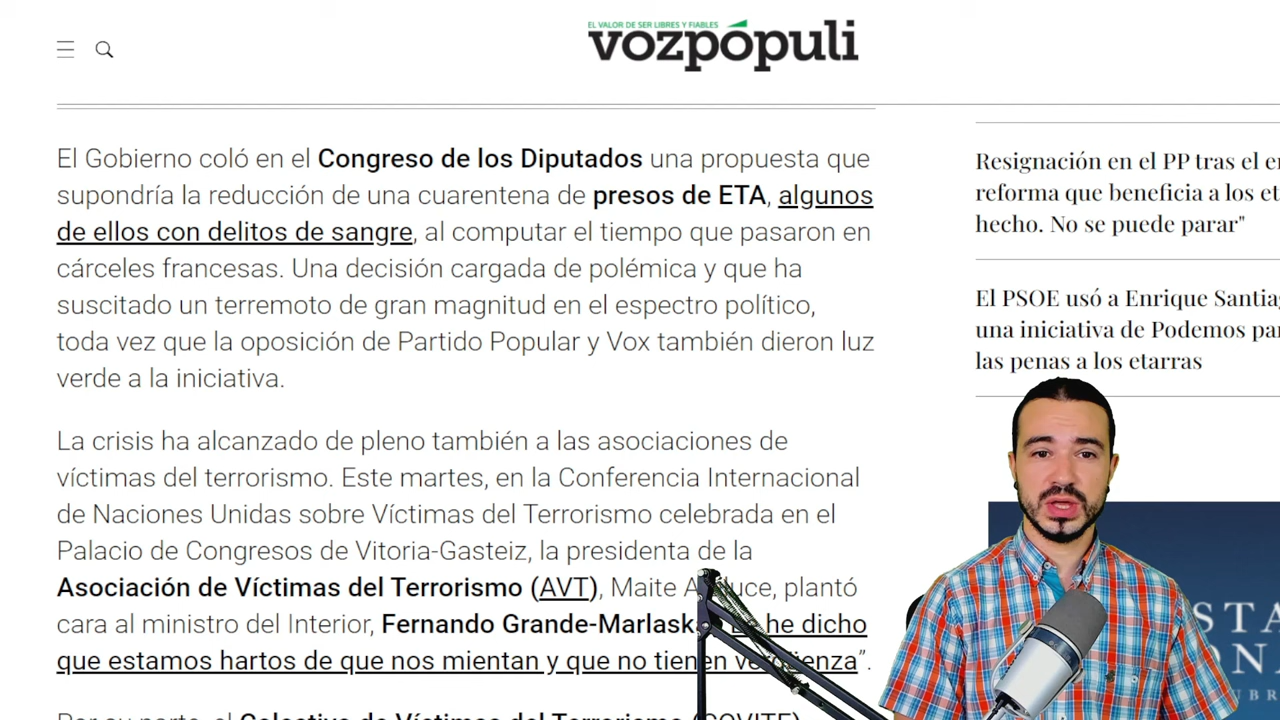 EL VALOR DE SER LIBRES Y FIABLES
vozpópuli
El Gobierno coló en el Congreso de los Diputados una propuesta que
supondría la reducción de una cuarentena de presos de ETA, algunos
de ellos con delitos de sangre, al computar el tiempo que pasaron en
cárceles francesas. Una decisión cargada de polémica y que ha
suscitado un terremoto de gran magnitud en el espectro político,
toda vez que la oposición de Partido Popular y Vox también dieron luz
verde a la iniciativa.
La crisis ha alcanzado de pleno también a las asociaciones de
víctimas del terrorismo. Este martes, en la Conferencia Internacional
de Naciones Unidas sobre Víctimas del Terrorismo celebrada en el
Palacio de Congresos de Vitoria-Gasteiz, la presidenta de la
Asociación de Víctimas del Terrorismo (AVT), Maite plantó
cara al ministro del Interior, Fernando Grande-Marlask he dicho
que estamos hartos de que nos mientan y que no tienen vergüenza”.
Por su parte, el Colectivo de Víctimas del Terrorismo (COVITE)
Resignación en el PP tras el
reforma que beneficia a los
hecho. No se puede parar"
El PSOE usó a Enrique
una iniciativa de Podemos
las penas a los etarras